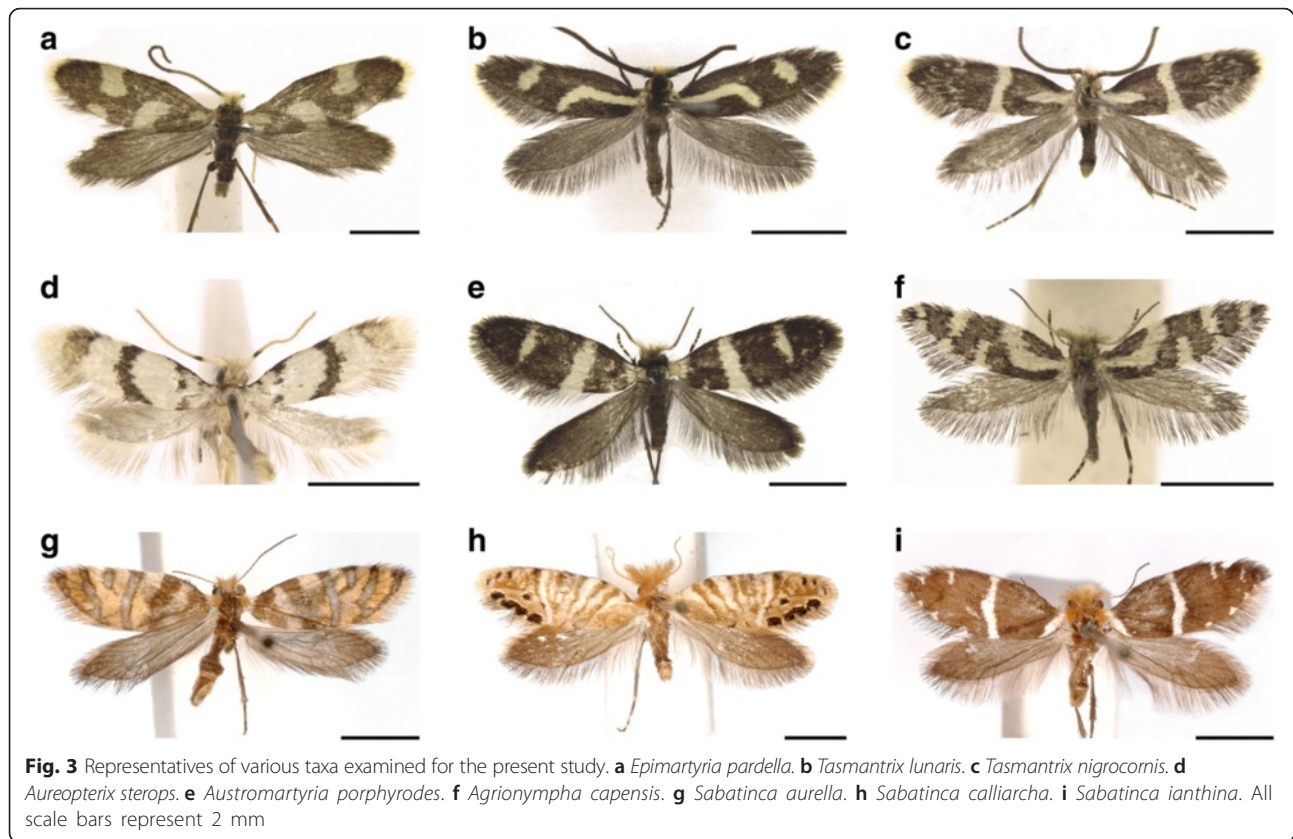 a
b
c
d
e
f
g
h
i
Fig. 3 Representatives of various taxa examined for the present study. a Epimartyria pardella. b Tasmantrix lunaris. c Tasmantrix nigrocornis. d
Aureopterix sterops. e Austromartyria porphyrodes. f Agrionympha capensis. g Sabatinca aurella. h Sabatinca calliarcha. i Sabatinca ianthina. All
scale bars represent 2 mm